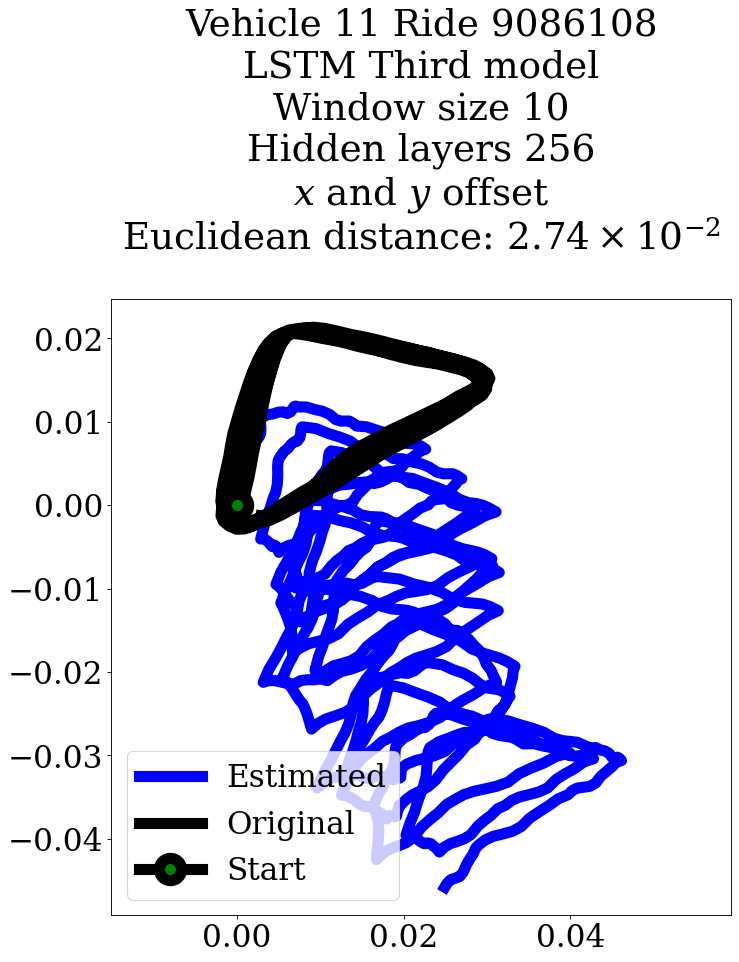 Vehicle 11 Ride 9086108
LSTM Third model
Window size 10
Hidden layers 256
x and y offset
Euclidean distance: 2.74 × 10⁻²
0.02
0.01
0.00
−0.01
−0.02
−0.03
−0.04
Estimated
Original
Start
0.00 0.02 0.04